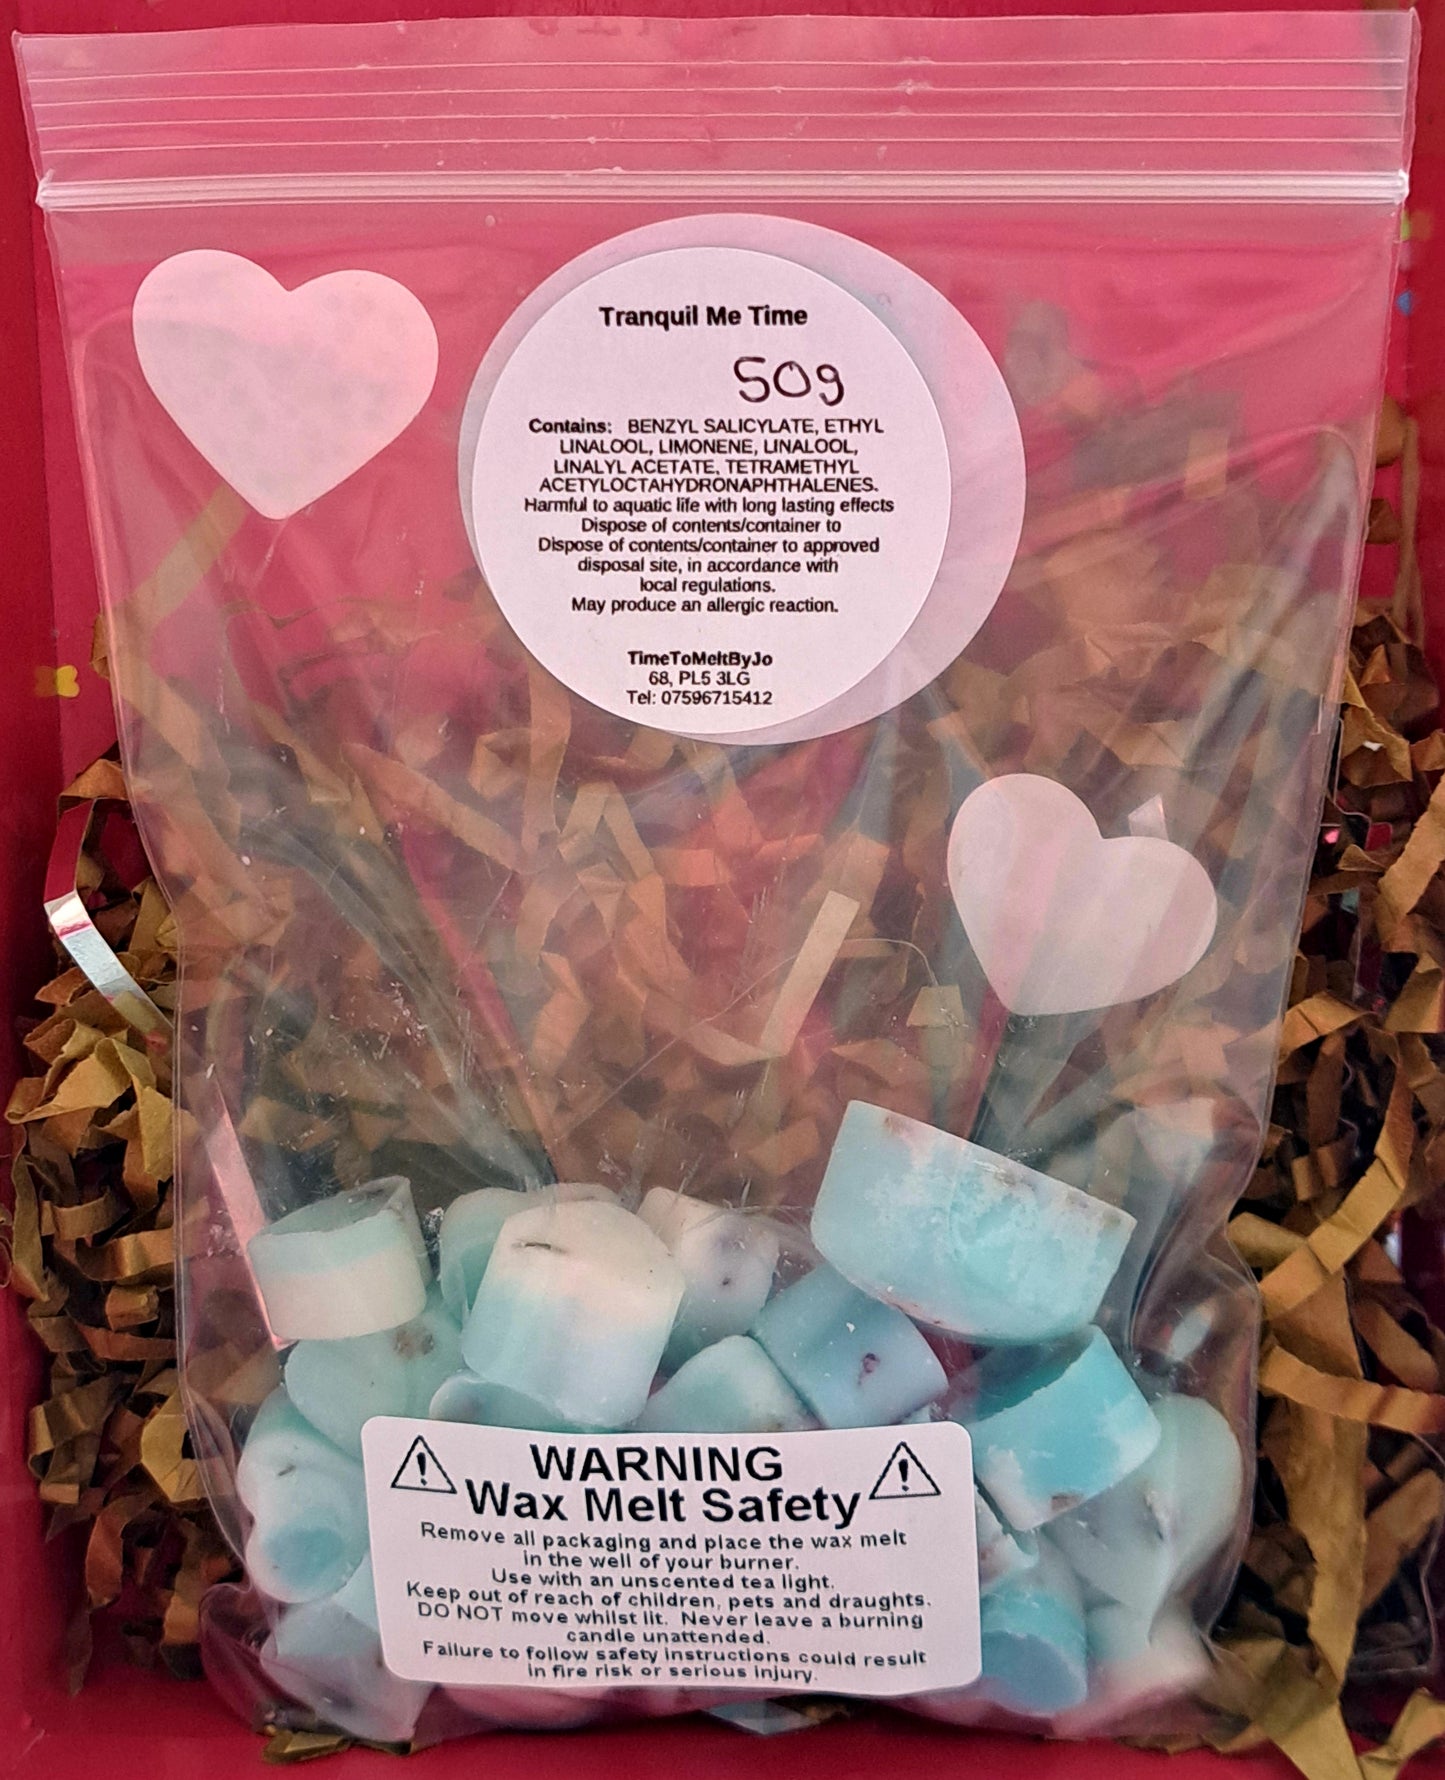 Tranquil Me Time
50g
Contains: BENZYL SALICYLATE, ETHYL
LINALOOL, LIMONENE, LINALOOL,
LINALYL ACETATE, TETRAMETHYL
ACETYLOCTAHYDRONAPHTHALENES.
Harmful to aquatic life with long lasting effects
Dispose of contents/container to
Dispose of contents/container to approved
disposal site, in accordance with
local regulations.
May produce an allergic reaction.
TimeToMeltByJo
68, PL5 3LG
Tel: 07596715412
WARNING
Wax Melt Safety
Remove all packaging and place the wax melt
in the well of your burner.
Use with an unscented tea light.
Keep out of reach of children, pets and draughts.
DO NOT move whilst lit. Never leave a burning
candle unattended.
Failure to follow safety instructions could result
in fire risk or serious injury.